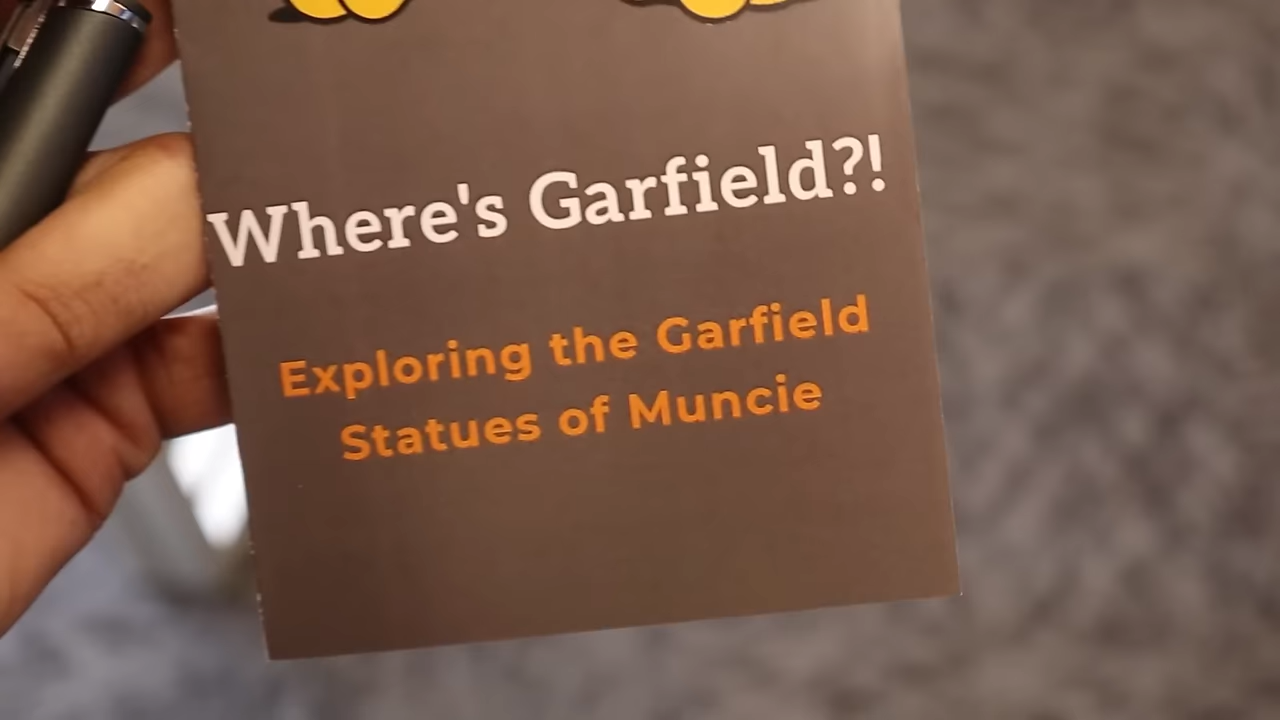 Where's Garfield?!
Exploring the Garfield
Statues of Muncie